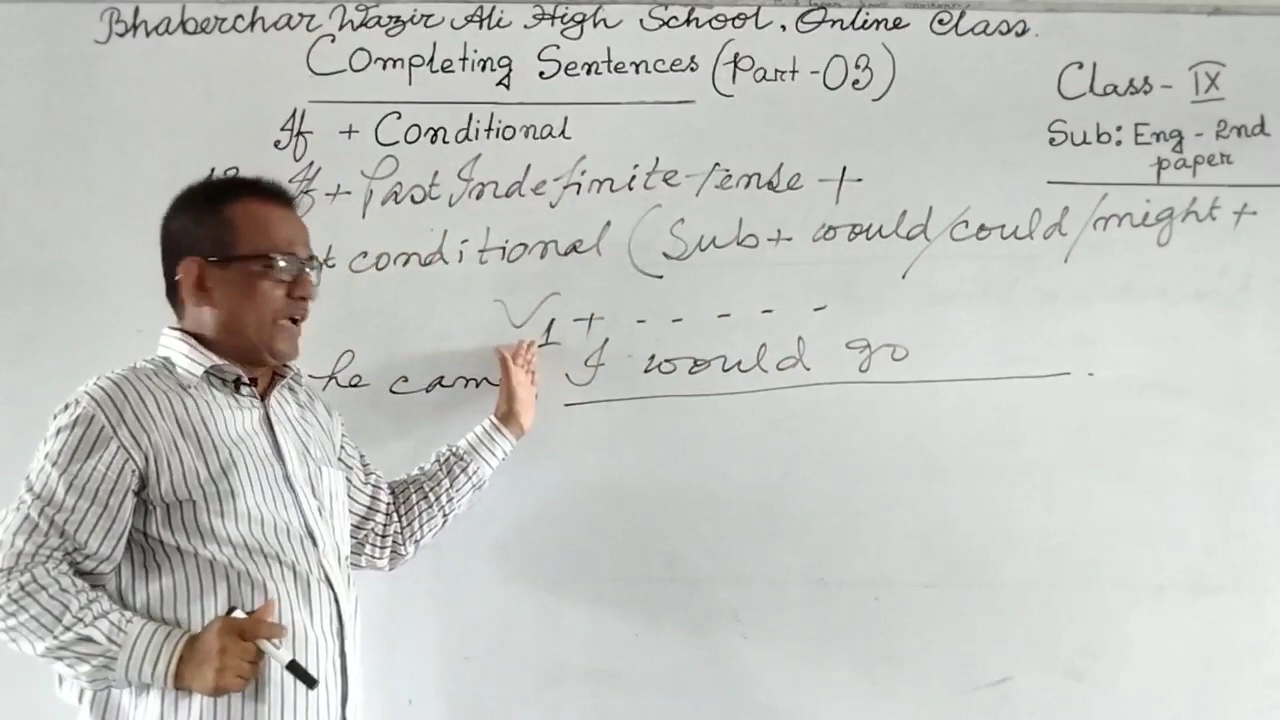 Bhaberchar Wazir Ali High School, Online Class.
Completing Sentences (Part-03)
Class - IX
Sub: Eng - 2nd
paper
If + Conditional
If + Past Indefinite tense +
conditional (Sub + would/could/might +
V1 + - - - - -
he cam I would go .